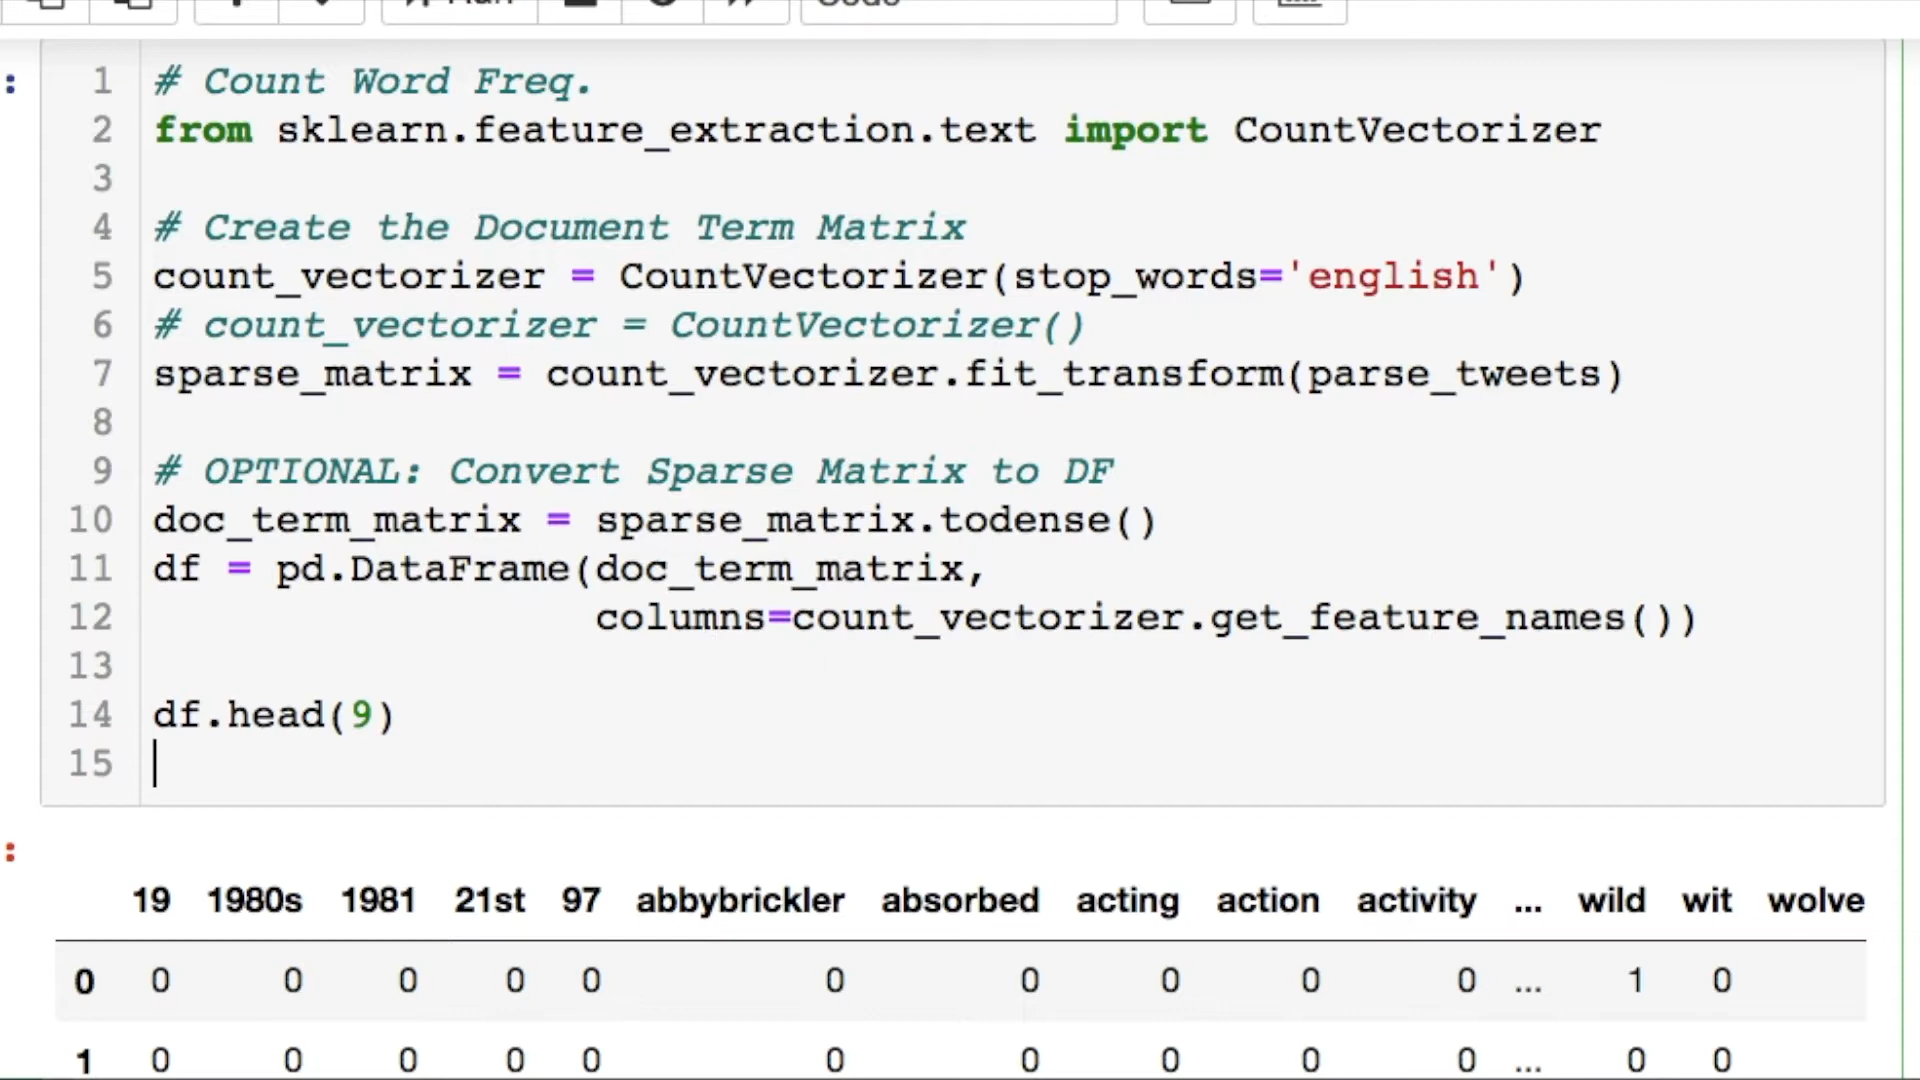 1 # Count Word Freq.
2 from sklearn.feature_extraction.text import CountVectorizer
3
4 # Create the Document Term Matrix
5 count_vectorizer = CountVectorizer(stop_words='english')
6 # count_vectorizer = CountVectorizer()
7 sparse_matrix = count_vectorizer.fit_transform(parse_tweets)
8
9 # OPTIONAL: Convert Sparse Matrix to DF
10 doc_term_matrix = sparse_matrix.todense()
11 df = pd.DataFrame(doc_term_matrix,
12 columns=count_vectorizer.get_feature_names())
13
14 df.head(9)
15
19 1980s 1981 21st 97 abbybrickler absorbed acting action activity ... wild wit wolve
0 0 0 0 0 0 0 0 0 0 0 ... 1 0
1 0 0 0 0 0 0 0 0 0 0 ... 0 0